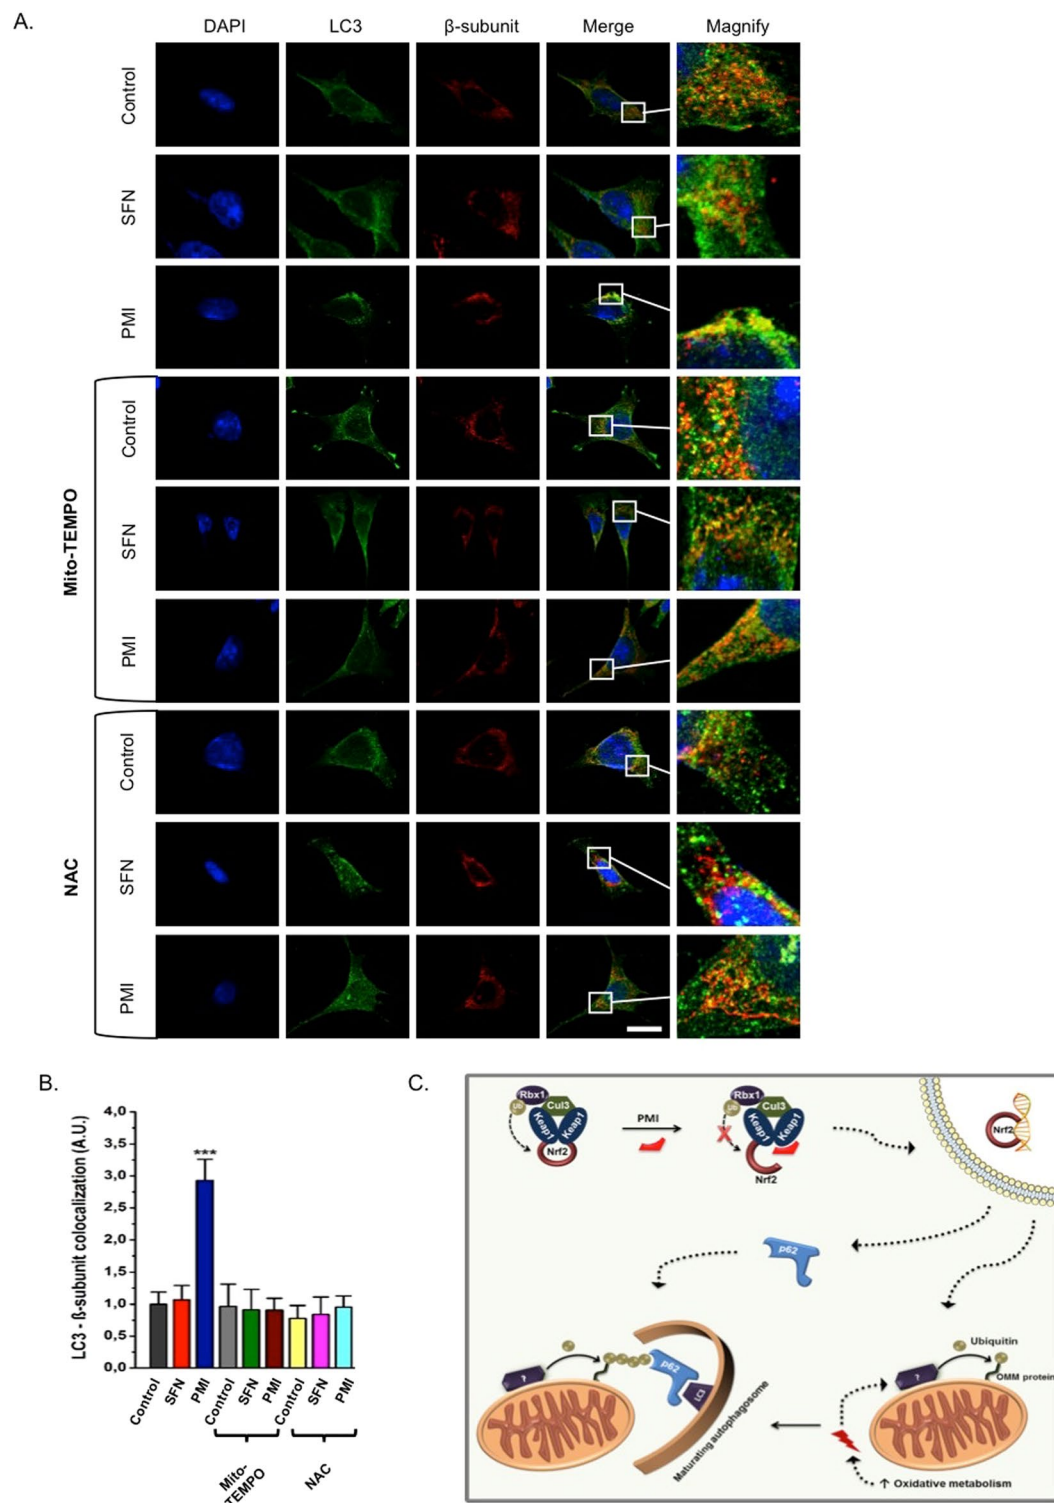 A.
DAPI LC3 β-subunit Merge Magnify
Control
SFN
PMI
Mito-TEMPO
Control
SFN
PMI
NAC
Control
SFN
PMI
B.
LC3 - ß-subunit colocalization (A.U.)
4,0
3,5
3,0
2,5
2,0
1,5
1,0
0,5
0,0
***
Control SFN PMI Control SFN PMI Control SFN PMI
Mito-
TEMPO
NAC
C.
Rbx1
Ub
Cul3
Keap1 Keap1
Nrf2
PMI
Rbx1
Ub
Cul3
X
Keap1 Keap1
Nrf2
Nrf2
p62
?
p62
LC3
Maturating autophagosome
Ubiquitin
?
OMM protein
↑ Oxidative metabolism